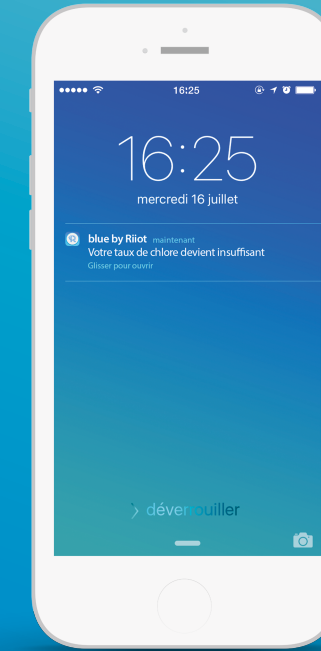 16:25
16:25
mercredi 16 juillet
blue by Riiot maintenant
Votre taux de chlore devient insuffisant
Glisser pour ouvrir
déverrouiller